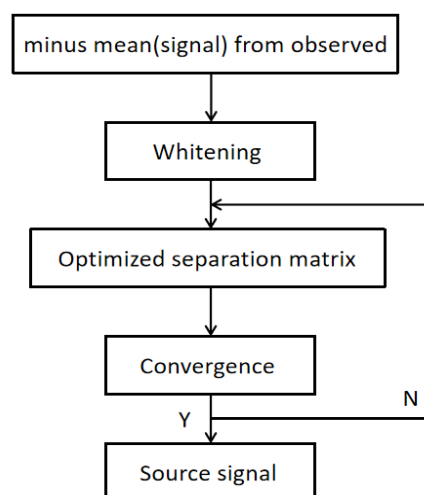 minus mean(signal) from observed
Whitening
Optimized separation matrix
Convergence
N
Y
Source signal